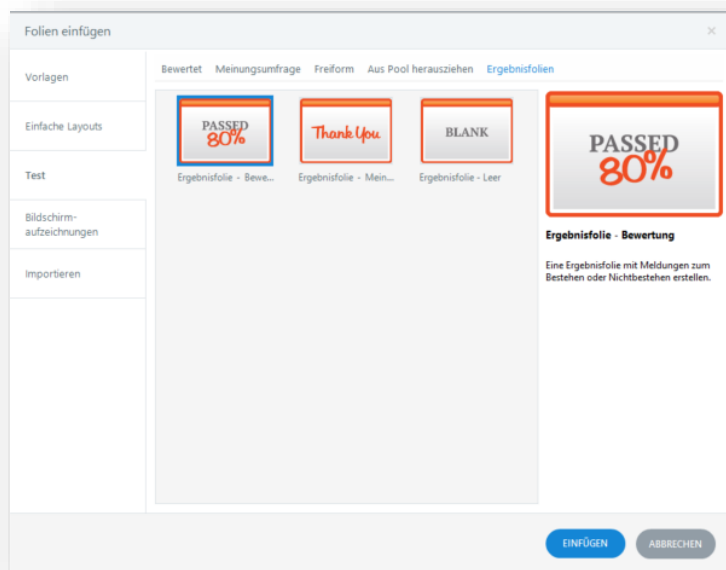 Folien einfügen
Vorlagen
Einfache Layouts
Test
Bildschirm-
aufzeichnungen
Importieren
Bewertet Meinungsumfrage Freiform Aus Pool herausziehen Ergebnisfolien
PASSED
80%
Thank You
BLANK
Ergebnisfolie - Bewe... Ergebnisfolie - Mein... Ergebnisfolie - Leer
PASSED
80%
Ergebnisfolie - Bewertung
Eine Ergebnisfolie mit Meldungen zum
Bestehen oder Nichtbestehen erstellen.
EINFÜGEN ABBRECHEN